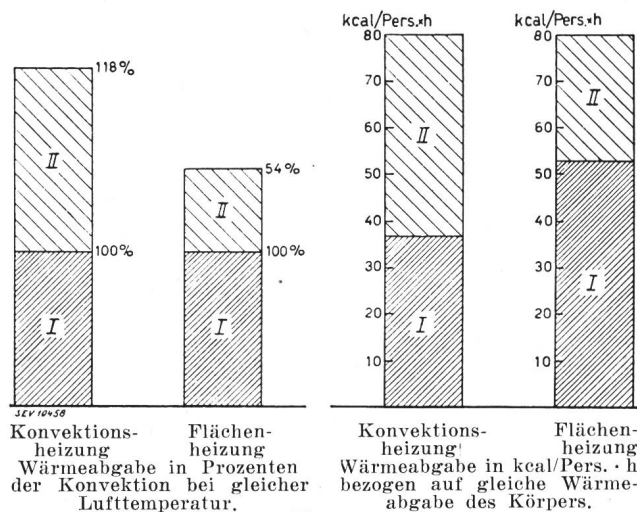 118%
II
100%
I
54%
II
100%
I
SEV 10458
Konvektions-
heizung
Flächen-
heizung
Wärmeabgabe in Prozenten
der Konvektion bei gleicher
Lufttemperatur.
kcal/Pers.·h
80
70
60
50
40
30
20
10
II
I
kcal/Pers.·h
80
70
60
50
40
30
20
10
II
I
Konvektions-
heizung
Flächen-
heizung
Wärmeabgabe in kcal/Pers. · h
bezogen auf gleiche Wärme-
abgabe des Körpers.